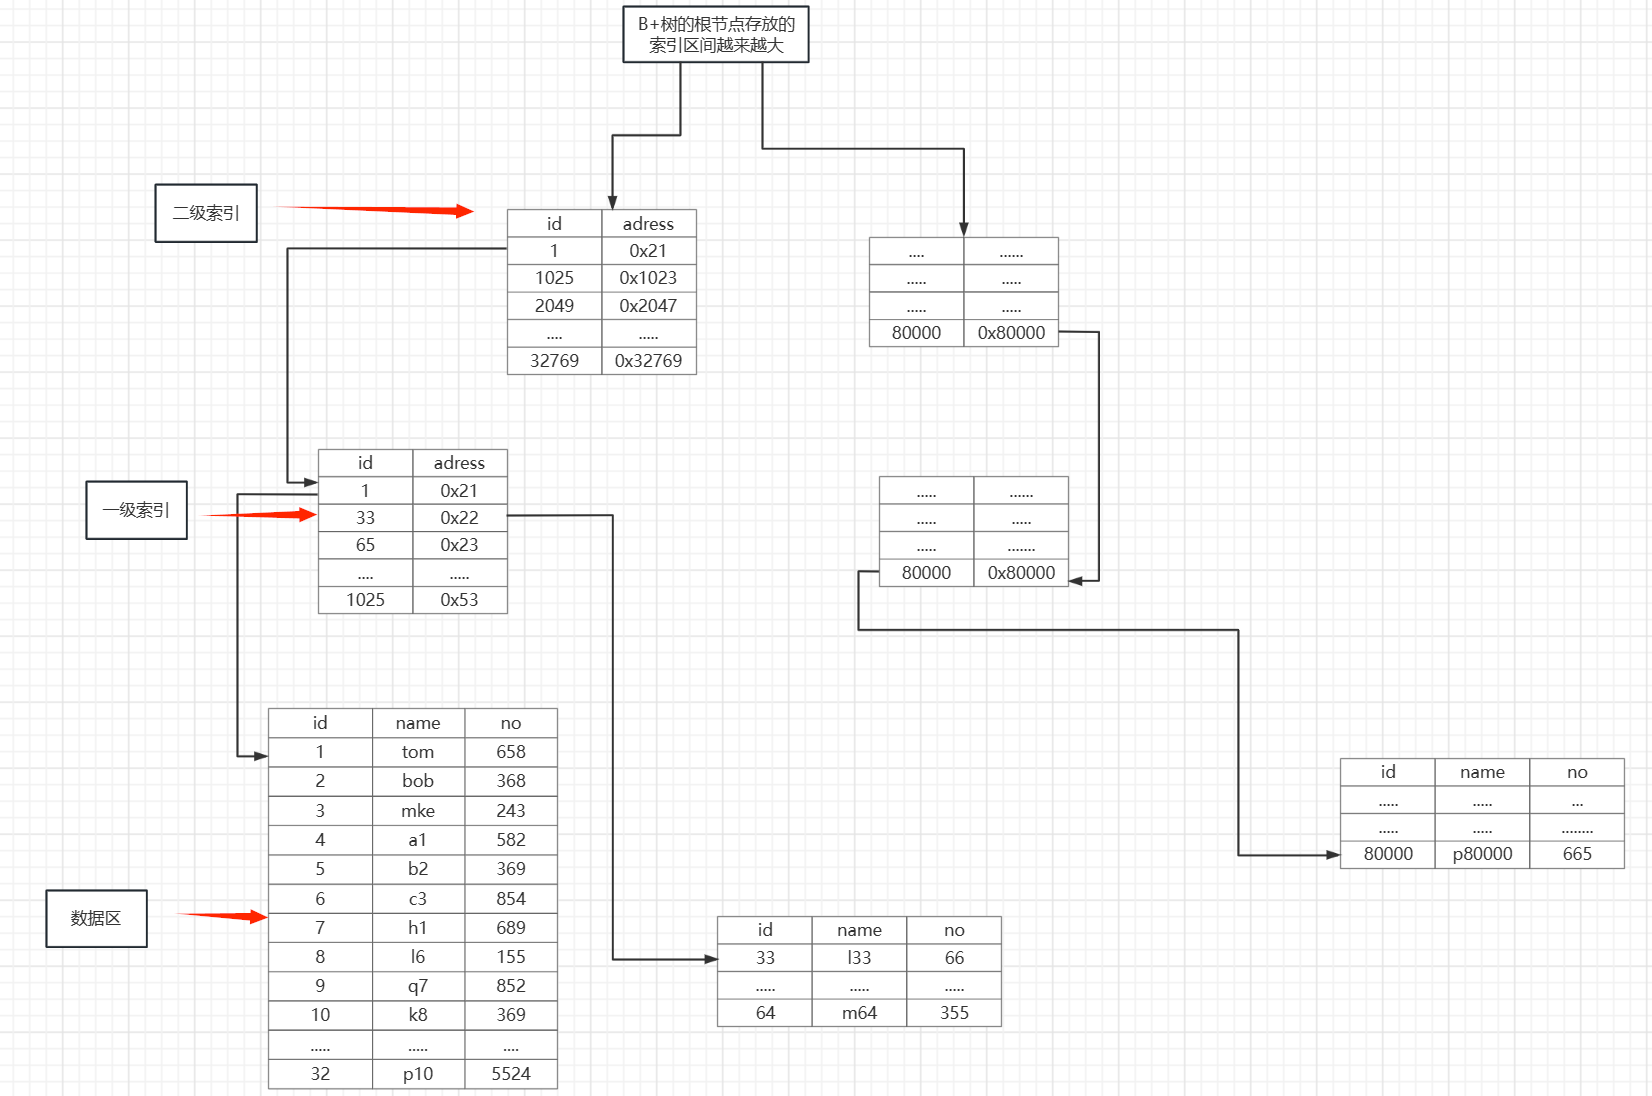 B+树的根节点存放的
索引区间越来越大
二级索引
id adress
1 0x21
1025 0x1023
2049 0x2047
.... .....
32769 0x32769
.... ......
..... .....
..... .....
80000 0x80000
一级索引
id adress
1 0x21
33 0x22
65 0x23
.... .....
1025 0x53
..... ......
..... .....
..... .......
80000 0x80000
数据区
id name no
1 tom 658
2 bob 368
3 mke 243
4 a1 582
5 b2 369
6 c3 854
7 h1 689
8 l6 155
9 q7 852
10 k8 369
..... ..... ....
32 p10 5524
id name no
33 l33 66
..... ..... .....
64 m64 355
id name no
..... ..... ...
..... ..... ........
80000 p80000 665